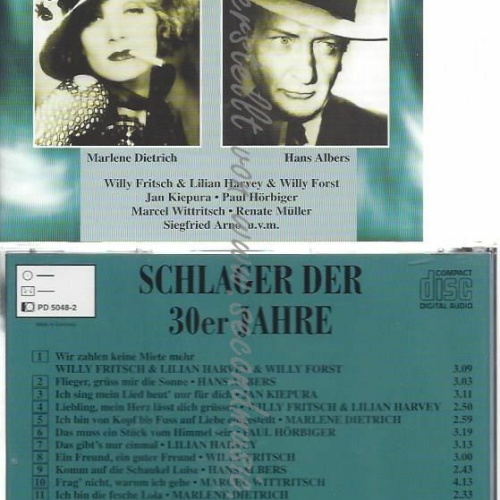 Marlene Dietrich Hans Albers
Willy Fritsch & Lilian Harvey & Willy Forst
Jan Kiepura • Paul Hörbiger
Marcel Wittritsch • Renate Müller
Siegfried Arno u.v.m.
SCHLAGER DER
30er JAHRE
PD 5048-2
Made in Germany
COMPACT
disc
DIGITAL AUDIO
1 Wir zahlen keine Miete mehr
WILLY FRITSCH & LILIAN HARVEY & WILLY FORST 3.09
2 Flieger, grüss mir die Sonne • HANS ALBERS 3.03
3 Ich sing mein Lied heut' nur für dich • JAN KIEPURA 3.11
4 Liebling, mein Herz lässt dich grüssen • WILLY FRITSCH & LILIAN HARVEY 2.50
5 Ich bin von Kopf bis Fuss auf Liebe eingestellt • MARLENE DIETRICH 2.59
6 Das muss ein Stück vom Himmel sein • PAUL HÖRBIGER 3.19
7 Das gibt's nur einmal • LILIAN HARVEY 3.13
8 Ein Freund, ein guter Freund • WILLY FRITSCH 3.00
9 Komm auf die Schaukel Luise • HANS ALBERS 2.43
10 Frag' nicht, warum ich gehe • MARCEL WITTRITSCH 4.13
11 Ich bin die fesche Lola • MARLENE DIETRICH 2.33